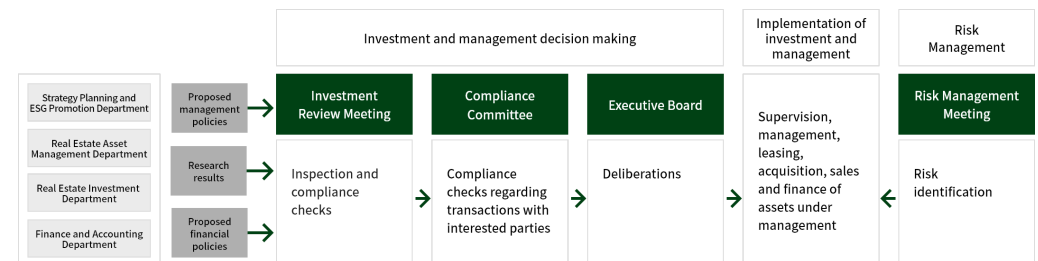 Investment and management decision making
Implementation of
investment and
management
Risk
Management
Strategy Planning and
ESG Promotion Department
Real Estate Asset
Management Department
Real Estate Investment
Department
Finance and Accounting
Department
Proposed
management
policies
Research
results
Proposed
financial
policies
Investment
Review Meeting
Inspection and
compliance
checks
Compliance
Committee
Compliance
checks regarding
transactions with
interested parties
Executive Board
Deliberations
Supervision,
management,
leasing,
acquisition, sales
and finance of
assets under
management
Risk Management
Meeting
Risk
identification